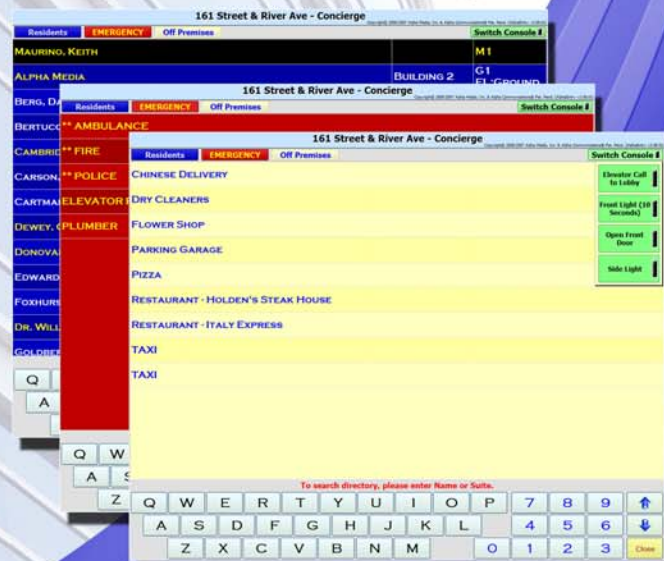 161 Street & River Ave - Concierge
Residents EMERGENCY Off Premises Switch Console
MAURINO, KEITH M1
ALPHA MEDIA BUILDING 2 G1
BERG,
BERTUCC
CARSON,
DEWEY,
DONOVA
EDWARD
FOXHURS
DR. WILL
GOLDBE
Q
A
161 Street & River Ave - Concierge
Residents EMERGENCY Off Premises Switch Console
** AMBULANCE
** FIRE
** POLICE
ELEVATOR
PLUMBER
Q W
A S
Z
161 Street & River Ave - Concierge
Residents EMERGENCY Off Premises Switch Console
CHINESE DELIVERY
DRY CLEANERS
FLOWER SHOP
PARKING GARAGE
PIZZA
RESTAURANT - HOLDEN'S STEAK HOUSE
RESTAURANT - ITALY EXPRESS
TAXI
TAXI
Elevator Call
to Lobby
Front Light (10
Seconds)
Open Front
Door
Side Light
To search directory, please enter Name or Suite.
Q W E R T Y U I O P 7 8 9
A S D F G H J K L 4 5 6
Z X C V B N M 0 1 2 3 Close